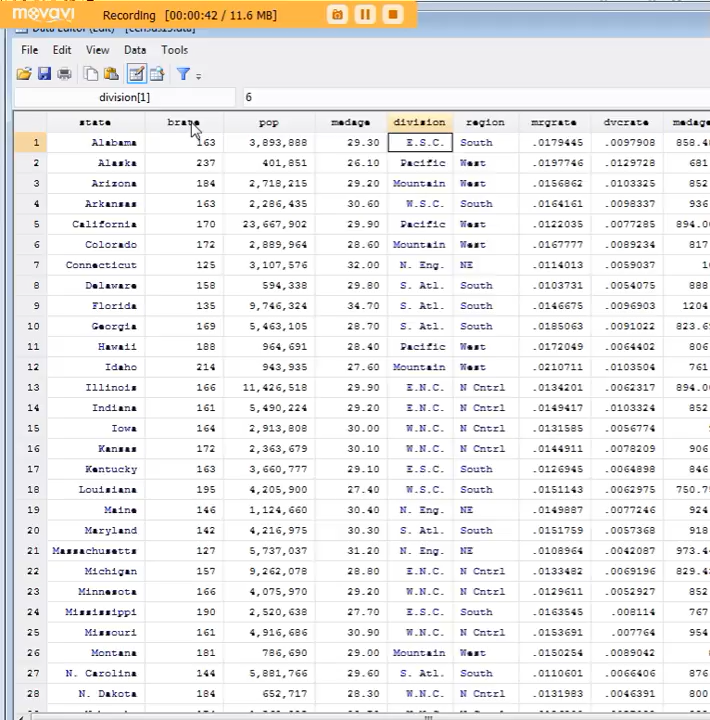 movavi Recording [00:00:42 / 11.6 MB]
Data Editor (Edit)
File Edit View Data Tools
division[1] 6
state brate pop medage division region mrgrate dvcrate medag
1 Alabama 163 3,893,888 29.30 E.S.C. South .0179445 .0097908 858.4
2 Alaska 237 401,851 26.10 Pacific West .0197746 .0129728 681
3 Arizona 184 2,718,215 29.20 Mountain West .0156862 .0103325 852
4 Arkansas 163 2,286,435 30.60 W.S.C. South .0164161 .0098337 936
5 California 170 23,667,902 29.90 Pacific West .0122035 .0077285 894.0
6 Colorado 172 2,889,964 28.60 Mountain West .0167777 .0089234 817
7 Connecticut 125 3,107,576 32.00 N. Eng. NE .0114013 .0059037 10
8 Delaware 158 594,338 29.80 S. Atl. South .0103731 .0054075 888
9 Florida 135 9,746,324 34.70 S. Atl. South .0146675 .0096903 1204
10 Georgia 169 5,463,105 28.70 S. Atl. South .0185063 .0091022 823.6
11 Hawaii 188 964,691 28.40 Pacific West .0172049 .0064402 806
12 Idaho 214 943,935 27.60 Mountain West .0210711 .0103504 761
13 Illinois 166 11,426,518 29.90 E.N.C. N Cntrl .0134201 .0062317 894.0
14 Indiana 161 5,490,224 29.20 E.N.C. N Cntrl .0149417 .0103324 852
15 Iowa 164 2,913,808 30.00 W.N.C. N Cntrl .0131585 .0056774
16 Kansas 172 2,363,679 30.10 W.N.C. N Cntrl .0144911 .0078209 906
17 Kentucky 163 3,660,777 29.10 E.S.C. South .0126945 .0064898 846
18 Louisiana 195 4,205,900 27.40 W.S.C. South .0151143 .0062975 750.7
19 Maine 146 1,124,660 30.40 N. Eng. NE .0149887 .0077246 924
20 Maryland 142 4,216,975 30.30 S. Atl. South .0151759 .0057368 918
21 Massachusetts 127 5,737,037 31.20 N. Eng. NE .0108964 .0042087 973.4
22 Michigan 157 9,262,078 28.80 E.N.C. N Cntrl .0133482 .0069196 829.4
23 Minnesota 166 4,075,970 29.20 W.N.C. N Cntrl .0129611 .0052927 852
24 Mississippi 190 2,520,638 27.70 E.S.C. South .0163545 .008114 767
25 Missouri 161 4,916,686 30.90 W.N.C. N Cntrl .0153691 .007764 954
26 Montana 181 786,690 29.00 Mountain West .0150254 .0089042
27 N. Carolina 144 5,881,766 29.60 S. Atl. South .0110601 .0066406 876
28 N. Dakota 184 652,717 28.30 W.N.C. N Cntrl .0131983 .0046391 800